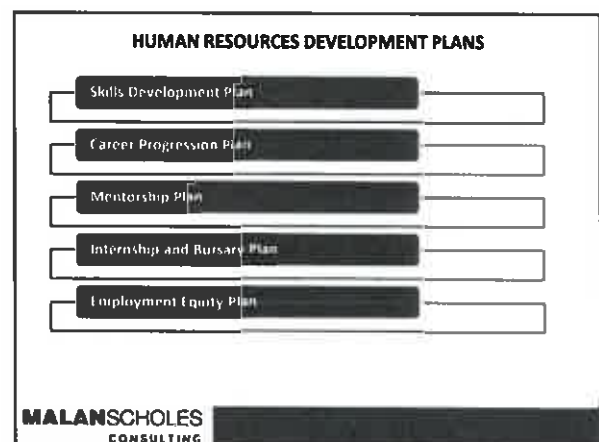 HUMAN RESOURCES DEVELOPMENT PLANS
Skills Development Plan
Career Progression Plan
Mentorship Plan
Internship and Bursary Plan
Employment Equity Plan
MALANSCHOLES
CONSULTING